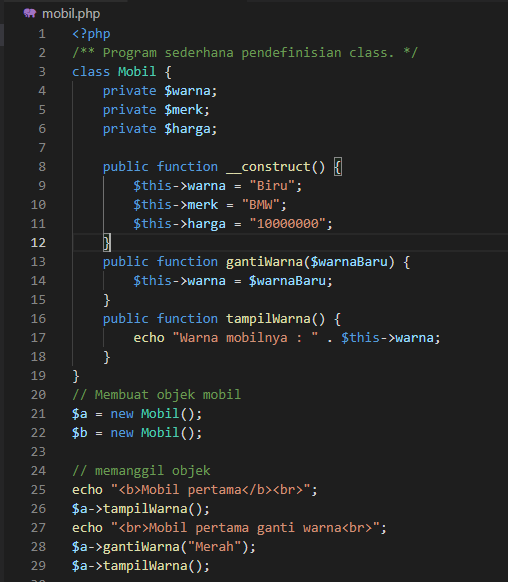 mobil.php
1 <?php
2 /** Program sederhana pendefinisian class. */
3 class Mobil {
4     private $warna;
5     private $merk;
6     private $harga;
7
8     public function __construct() {
9         $this->warna = "Biru";
10         $this->merk = "BMW";
11         $this->harga = "10000000";
12     }
13     public function gantiWarna($warnaBaru) {
14         $this->warna = $warnaBaru;
15     }
16     public function tampilWarna() {
17         echo "Warna mobilnya : " . $this->warna;
18     }
19 }
20 // Membuat objek mobil
21 $a = new Mobil();
22 $b = new Mobil();
23
24 // memanggil objek
25 echo "<b>Mobil pertama</b><br>";
26 $a->tampilWarna();
27 echo "<br>Mobil pertama ganti warna<br>";
28 $a->gantiWarna("Merah");
29 $a->tampilWarna();